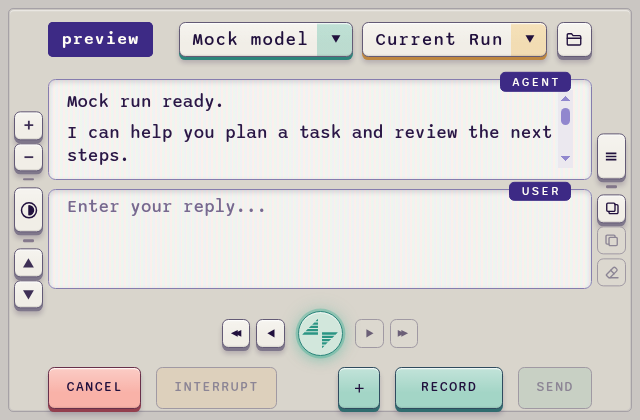 preview
Mock model
Current Run
AGENT
Mock run ready.
I can help you plan a task and review the next
steps.
USER
Enter your reply...
CANCEL
INTERRUPT
+
RECORD
SEND